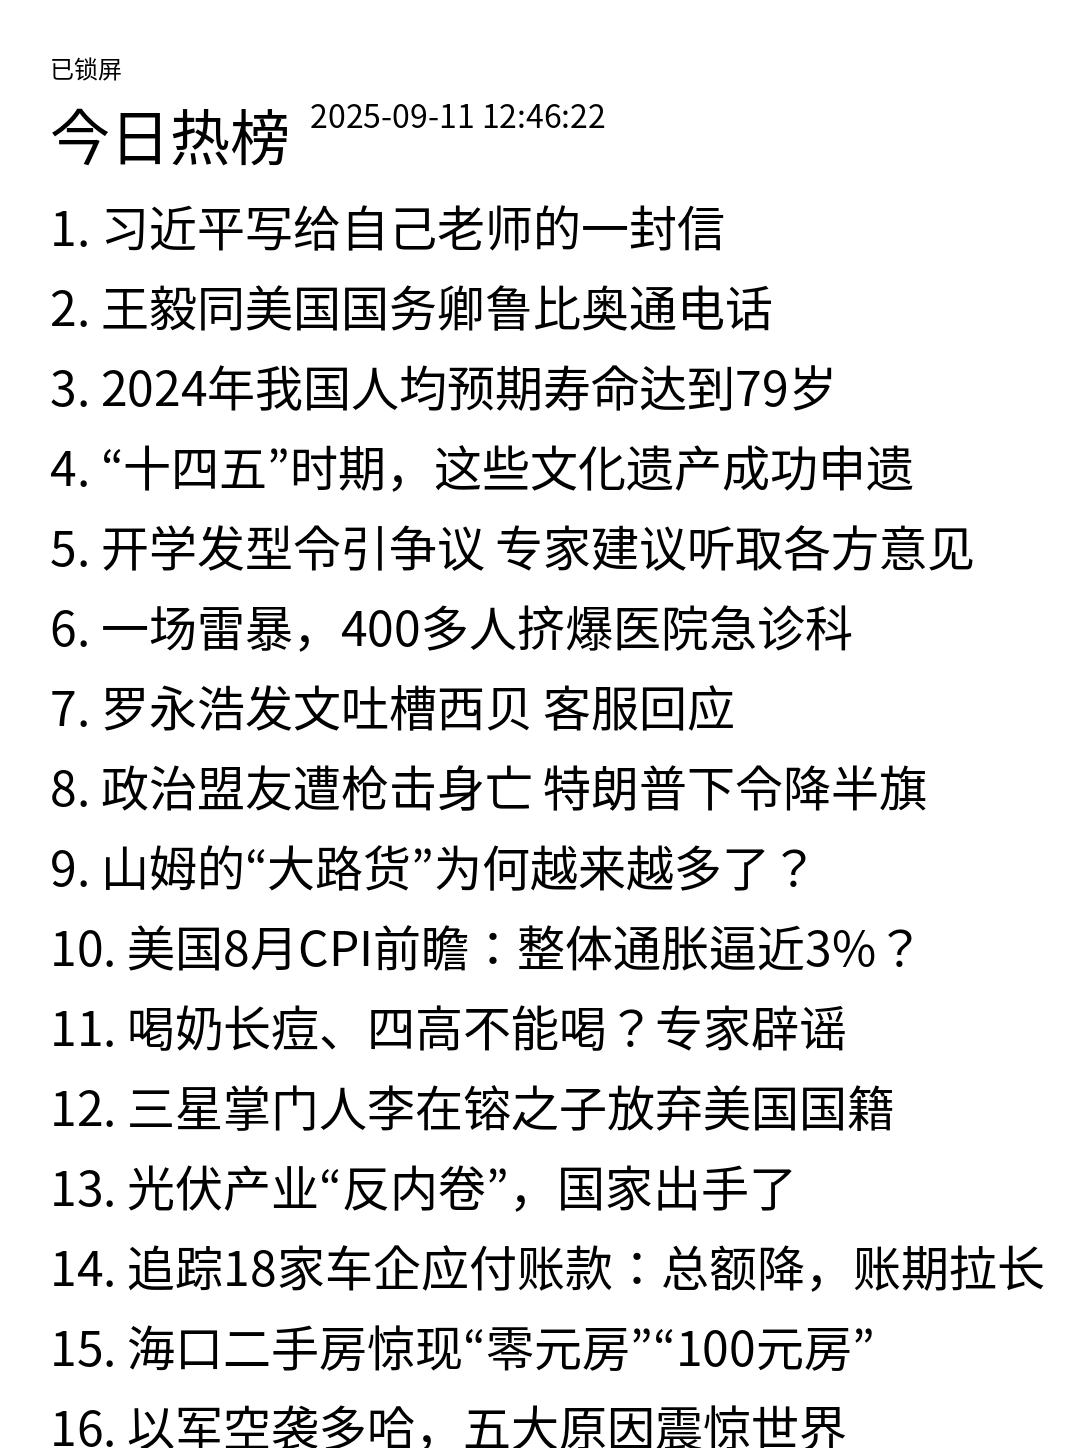 已锁屏
今日热榜 2025-09-11 12:46:22
1. 习近平写给自己老师的一封信
2. 王毅同美国国务卿鲁比奥通电话
3. 2024年我国人均预期寿命达到79岁
4. “十四五”时期，这些文化遗产成功申遗
5. 开学发型令引争议 专家建议听取各方意见
6. 一场雷暴，400多人挤爆医院急诊科
7. 罗永浩发文吐槽西贝 客服回应
8. 政治盟友遭枪击身亡 特朗普下令降半旗
9. 山姆的“大路货”为何越来越多了？
10. 美国8月CPI前瞻：整体通胀逼近3%？
11. 喝奶长痘、四高不能喝？专家辟谣
12. 三星掌门人李在镕之子放弃美国国籍
13. 光伏产业“反内卷”，国家出手了
14. 追踪18家车企应付账款：总额降，账期拉长
15. 海口二手房惊现“零元房”“100元房”
16. 以军空袭多哈，五大原因震惊世界